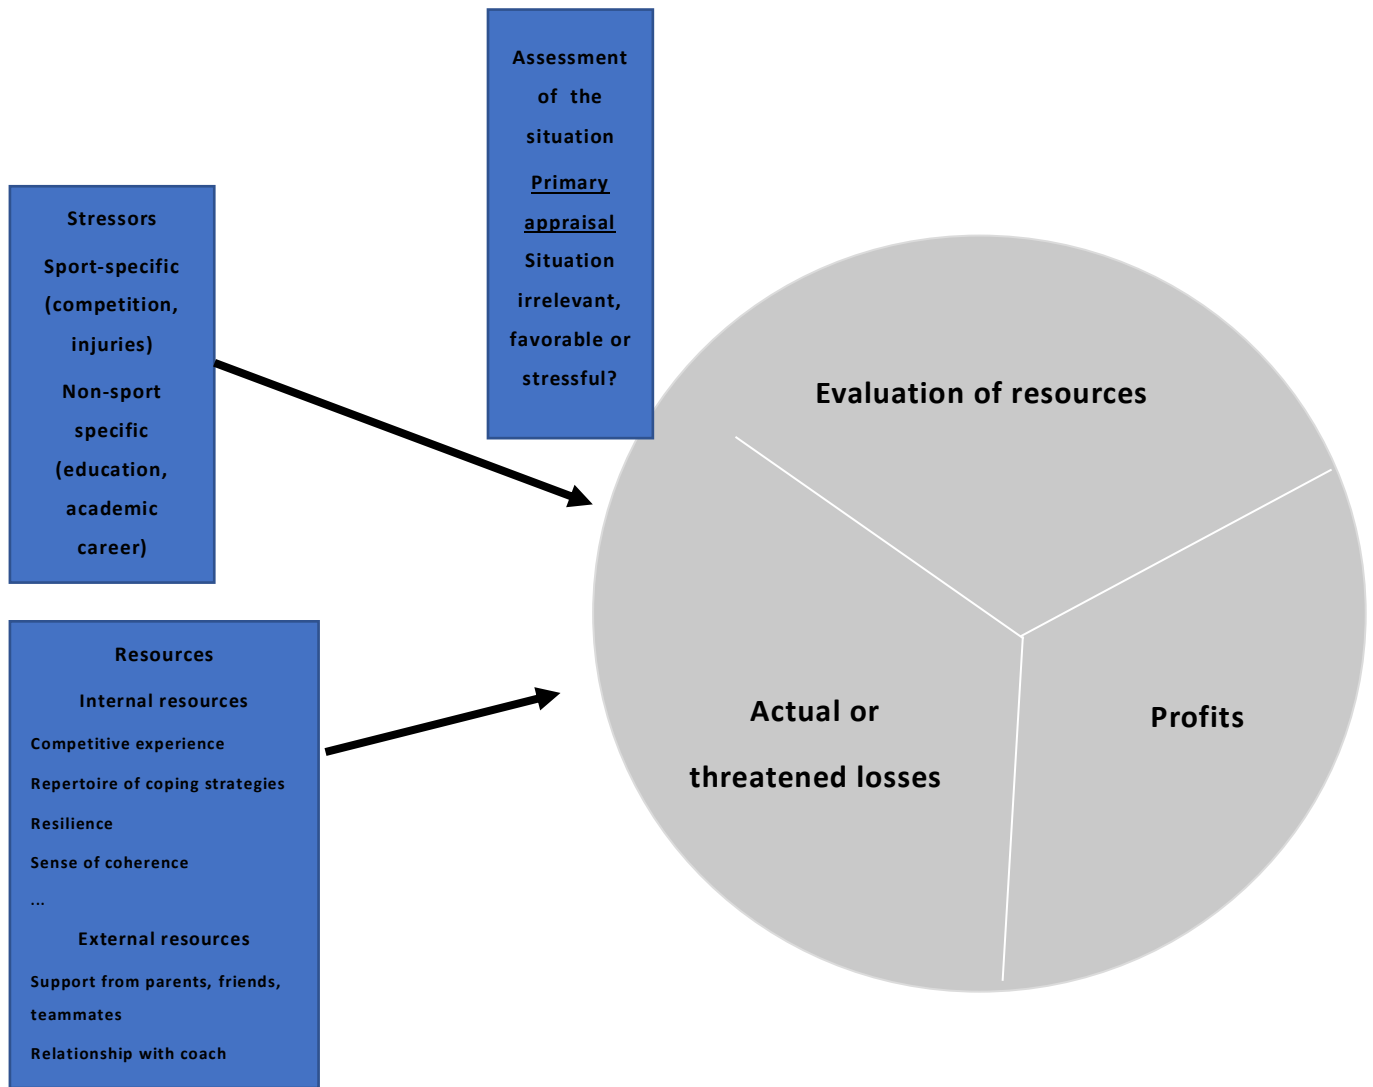 Assessment
of the
situation
Primary
appraisal
Situation
irrelevant,
favorable or
stressful?
Stressors
Sport-specific
(competition,
injuries)
Non-sport
specific
(education,
academic
career)
Evaluation of resources
Actual or
threatened losses
Profits
Resources
Internal resources
Competitive experience
Repertoire of coping strategies
Resilience
Sense of coherence
...
External resources
Support from parents, friends,
teammates
Relationship with coach